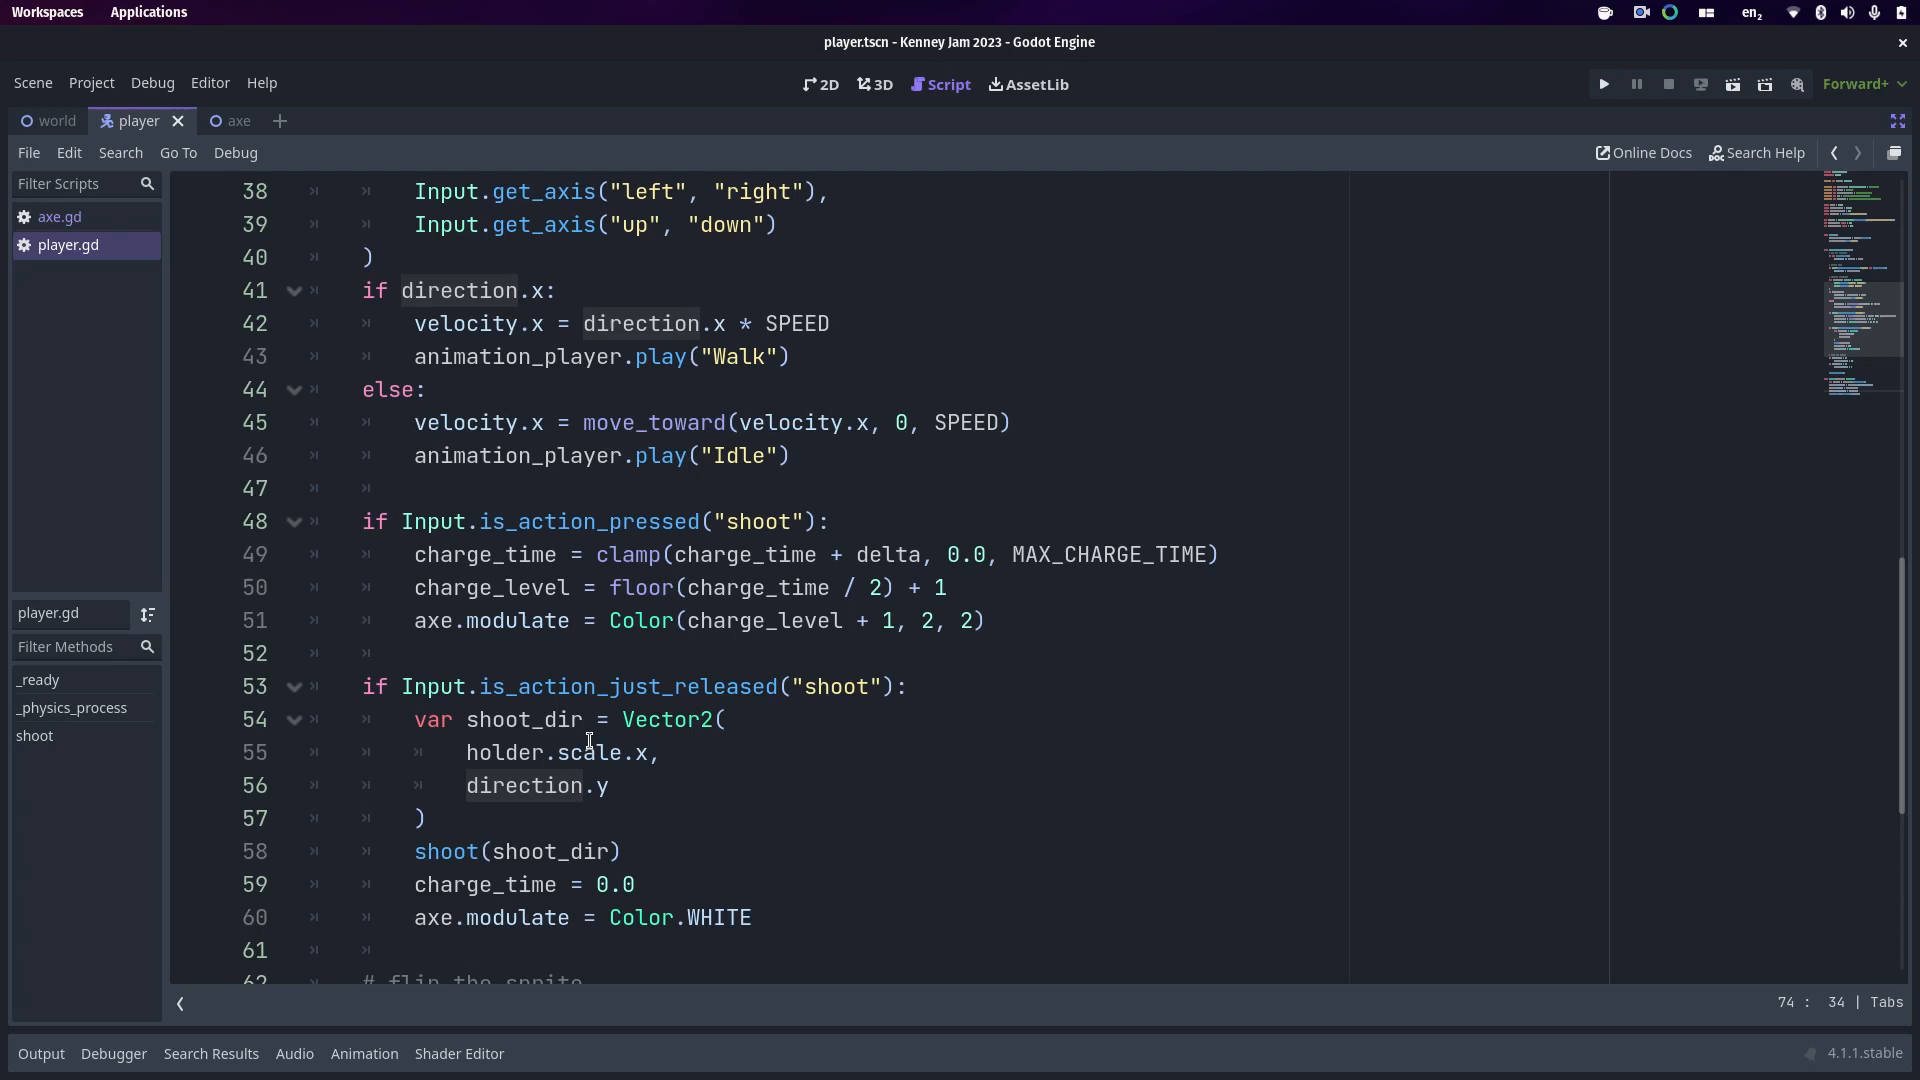 Workspaces Applications en₂
player.tscn - Kenney Jam 2023 - Godot Engine
Scene Project Debug Editor Help 2D 3D Script AssetLib Forward+
world player axe
File Edit Search Go To Debug Online Docs Search Help
Filter Scripts
axe.gd
player.gd
player.gd
Filter Methods
_ready
_physics_process
shoot
38 Input.get_axis("left", "right"),
39 Input.get_axis("up", "down")
40 )
41 if direction.x:
42 velocity.x = direction.x * SPEED
43 animation_player.play("Walk")
44 else:
45 velocity.x = move_toward(velocity.x, 0, SPEED)
46 animation_player.play("Idle")
47
48 if Input.is_action_pressed("shoot"):
49 charge_time = clamp(charge_time + delta, 0.0, MAX_CHARGE_TIME)
50 charge_level = floor(charge_time / 2) + 1
51 axe.modulate = Color(charge_level + 1, 2, 2)
52
53 if Input.is_action_just_released("shoot"):
54 var shoot_dir = Vector2(
55 holder.scale.x,
56 direction.y
57 )
58 shoot(shoot_dir)
59 charge_time = 0.0
60 axe.modulate = Color.WHITE
61
62 # flip the sprite
74 : 34 | Tabs
Output Debugger Search Results Audio Animation Shader Editor 4.1.1.stable